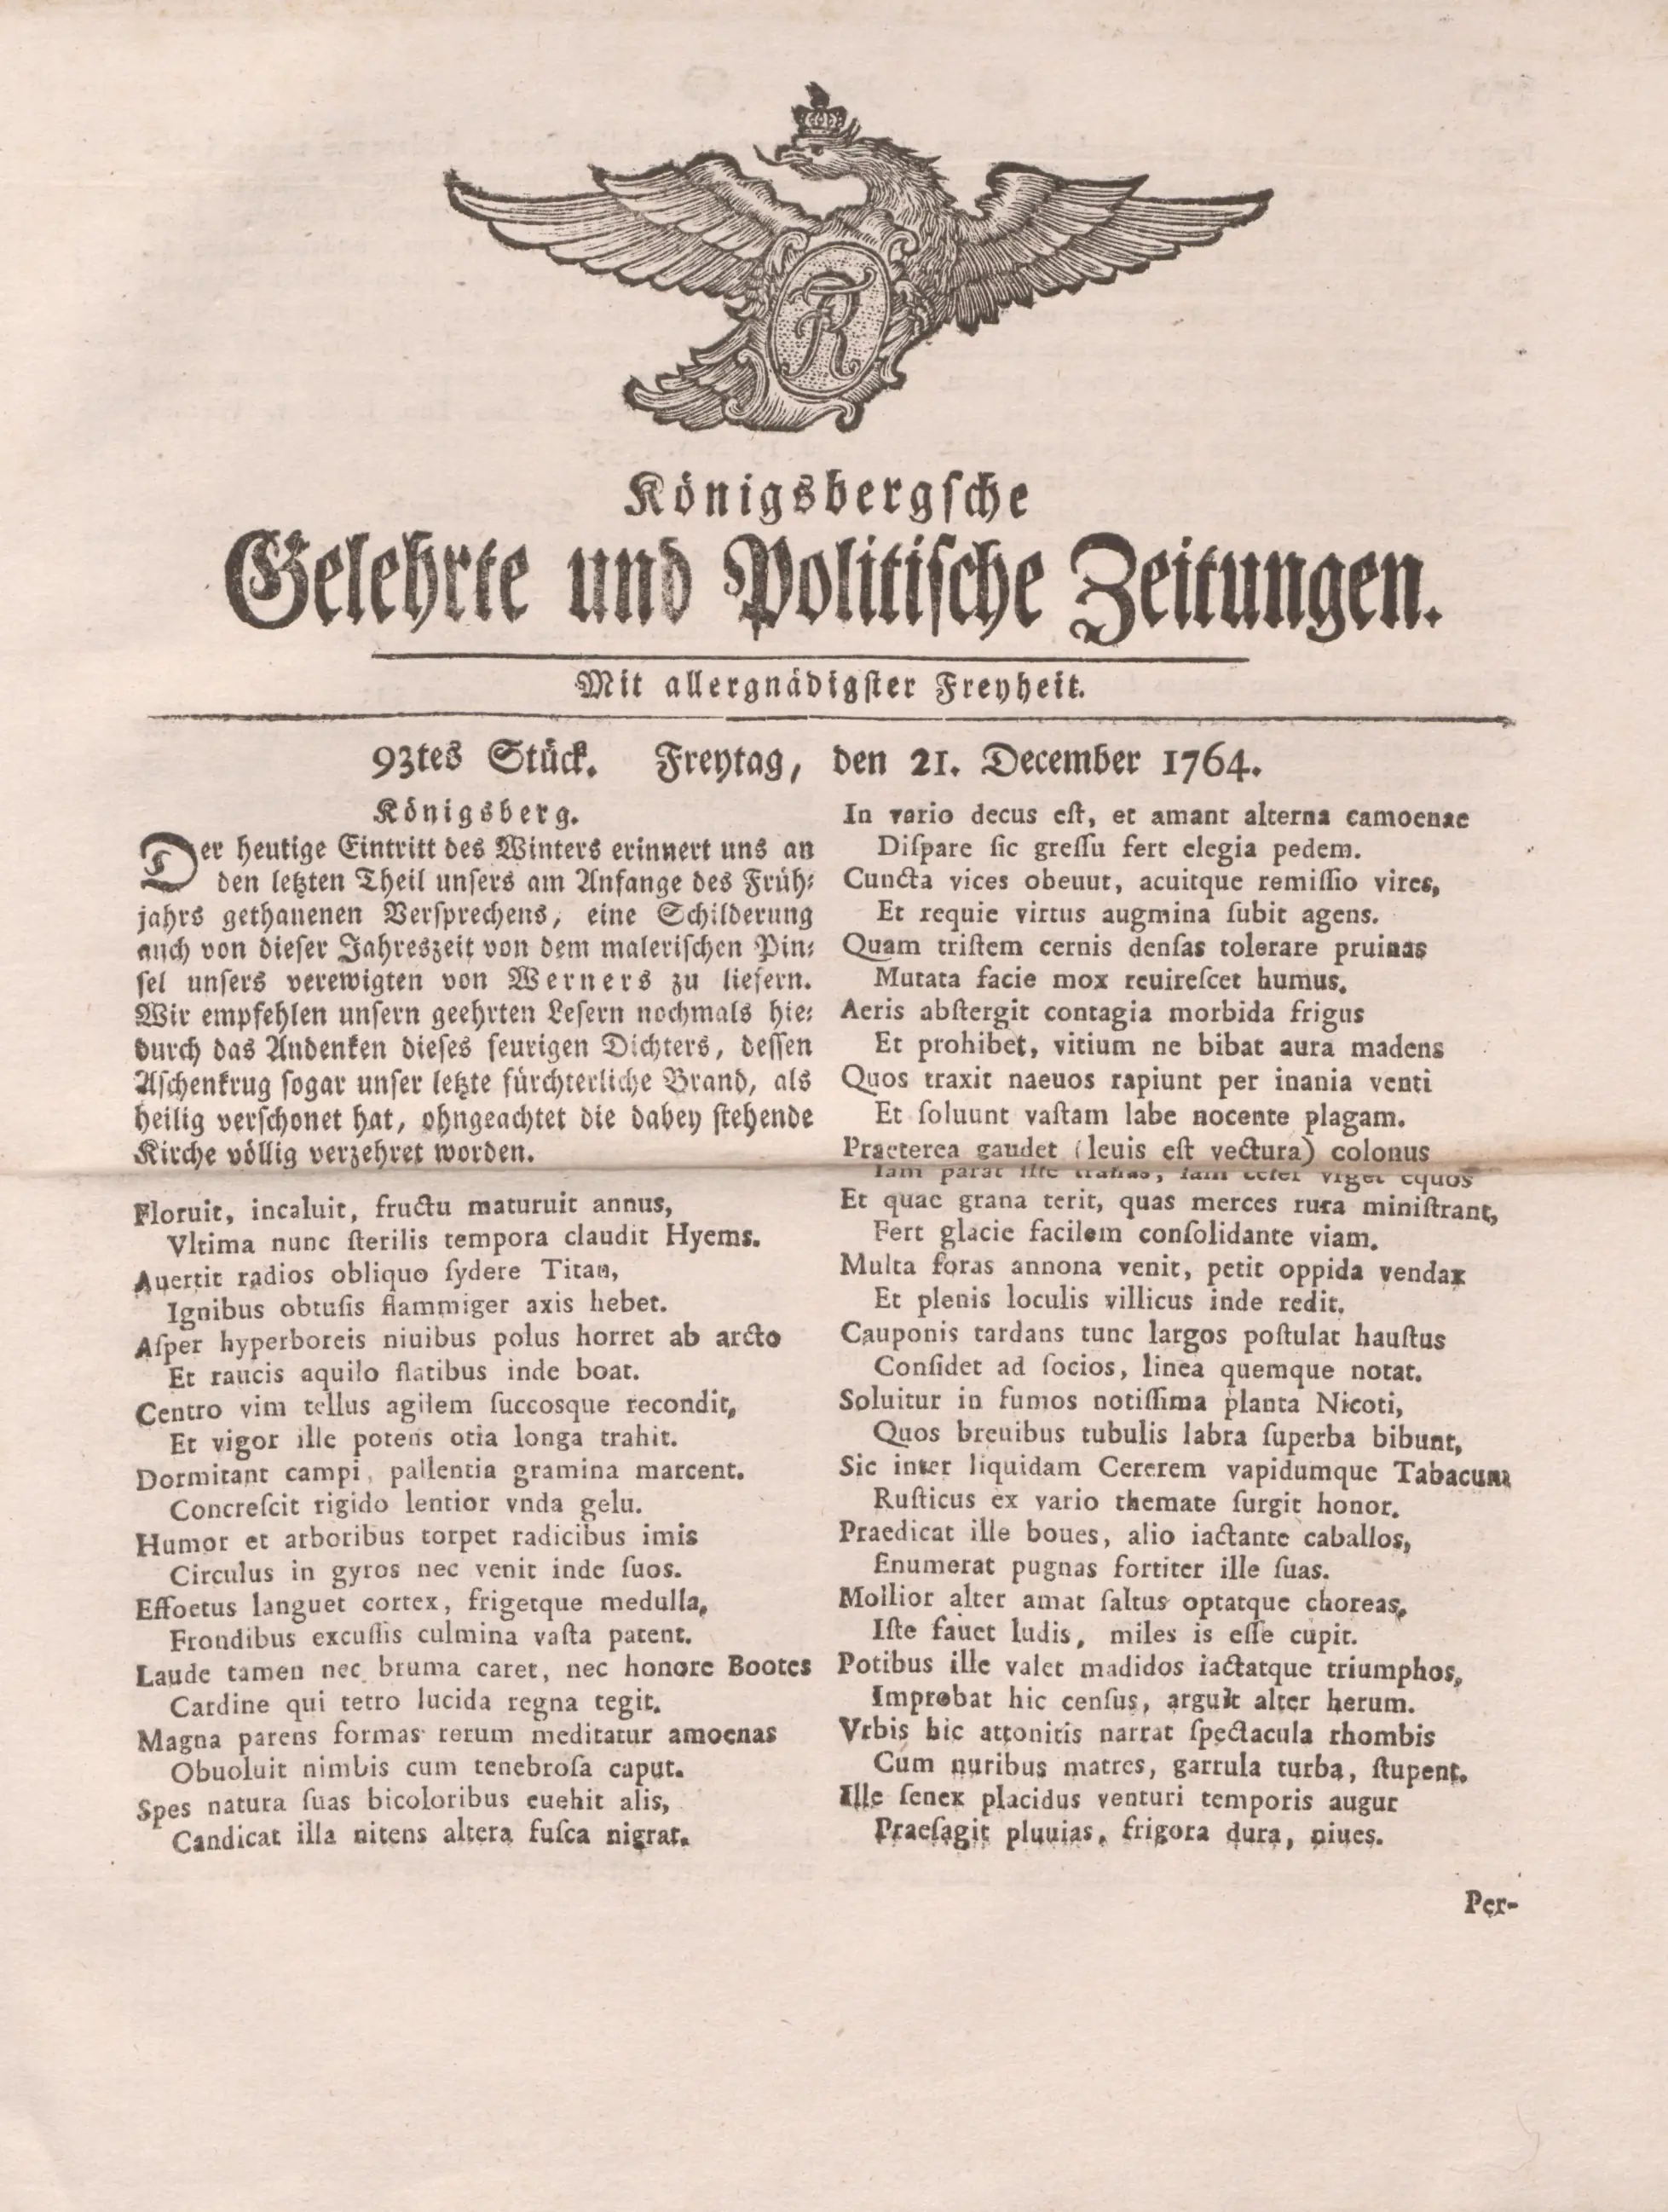 FR
Königsbergsche
Gelehrte und Politische Zeitungen.
Mit allergnädigster Freyheit.
93tes Stück. Freytag, den 21. December 1764.
Königsberg.
Der heutige Eintritt des Winters erinnert uns an
den letzten Theil unsers am Anfange des Früh⸗
jahrs gethanenen Versprechens, eine Schilderung
auch von dieser Jahreszeit von dem malerischen Pin⸗
sel unsers verewigten von Werners zu liefern.
Wir empfehlen unsern geehrten Lesern nochmals hie⸗
durch das Andenken dieses feurigen Dichters, dessen
Aschenkrug sogar unser letzte fürchterliche Brand, als
heilig verschonet hat, ohngeachtet die dabey stehende
Kirche völlig verzehret worden.
Floruit, incaluit, fructu maturuit annus,
Vltima nunc ſterilis tempora claudit Hyems.
Auertit radios obliquo ſydere Titan,
Ignibus obtuſis flammiger axis hebet.
Aſper hyperboreis niuibus polus horret ab arcto
Et raucis aquilo flatibus inde boat.
Centro vim tellus agilem ſuccosque recondit,
Et vigor ille potens otia longa trahit.
Dormitant campi, pallentia gramina marcent.
Concreſcit rigido lentior vnda gelu.
Humor et arboribus torpet radicibus imis
Circulus in gyros nec venit inde ſuos.
Effoetus languet cortex, frigetque medulla,
Frondibus excuſſis culmina vaſta patent.
Laude tamen nec bruma caret, nec honore Bootes
Cardine qui tetro lucida regna tegit.
Magna parens formas rerum meditatur amoenas
Obuoluit nimbis cum tenebroſa caput.
Spes natura ſuas bicoloribus euehit alis,
Candicat illa nitens altera fuſca nigrat.
In vario decus eſt, et amant alterna camoenae
Diſpare ſic greſſu fert elegia pedem.
Cuncta vices obeuut, acuitque remiſſio vires,
Et requie virtus augmina ſubit agens.
Quam triſtem cernis denſas tolerare pruinas
Mutata facie mox reuireſcet humus.
Aeris abſtergit contagia morbida frigus
Et prohibet, vitium ne bibat aura madens
Quos traxit naeuos rapiunt per inania venti
Et ſoluunt vaſtam labe nocente plagam.
Praeterea gaudet (leuis eſt vectura) colonus
Iam parat iſte trahas, iam celer viget equos
Et quae grana terit, quas merces rura miniſtrant,
Fert glacie facilem conſolidante viam.
Multa foras annona venit, petit oppida vendax
Et plenis loculis villicus inde redit.
Cauponis tardans tunc largos poſtulat hauſtus
Conſidet ad ſocios, linea quemque notat.
Soluitur in fumos notiſſima planta Nicoti,
Quos breuibus tubulis labra ſuperba bibunt,
Sic inter liquidam Cererem vapidumque Tabacum
Ruſticus ex vario themate ſurgit honor.
Praedicat ille boues, alio iactante caballos,
Enumerat pugnas fortiter ille ſuas.
Mollior alter amat ſaltus optatque choreas,
Iſte fauet ludis, miles is eſſe cupit.
Potibus ille valet madidos iactatque triumphos,
Improbat hic cenſus, arguit alter herum.
Vrbis hic attonitis narrat ſpectacula rhombis
Cum nuribus matres, garrula turba, ſtupent.
Ille ſenex placidus venturi temporis augur
Praeſagit pluuias, frigora dura, niues.
Per-